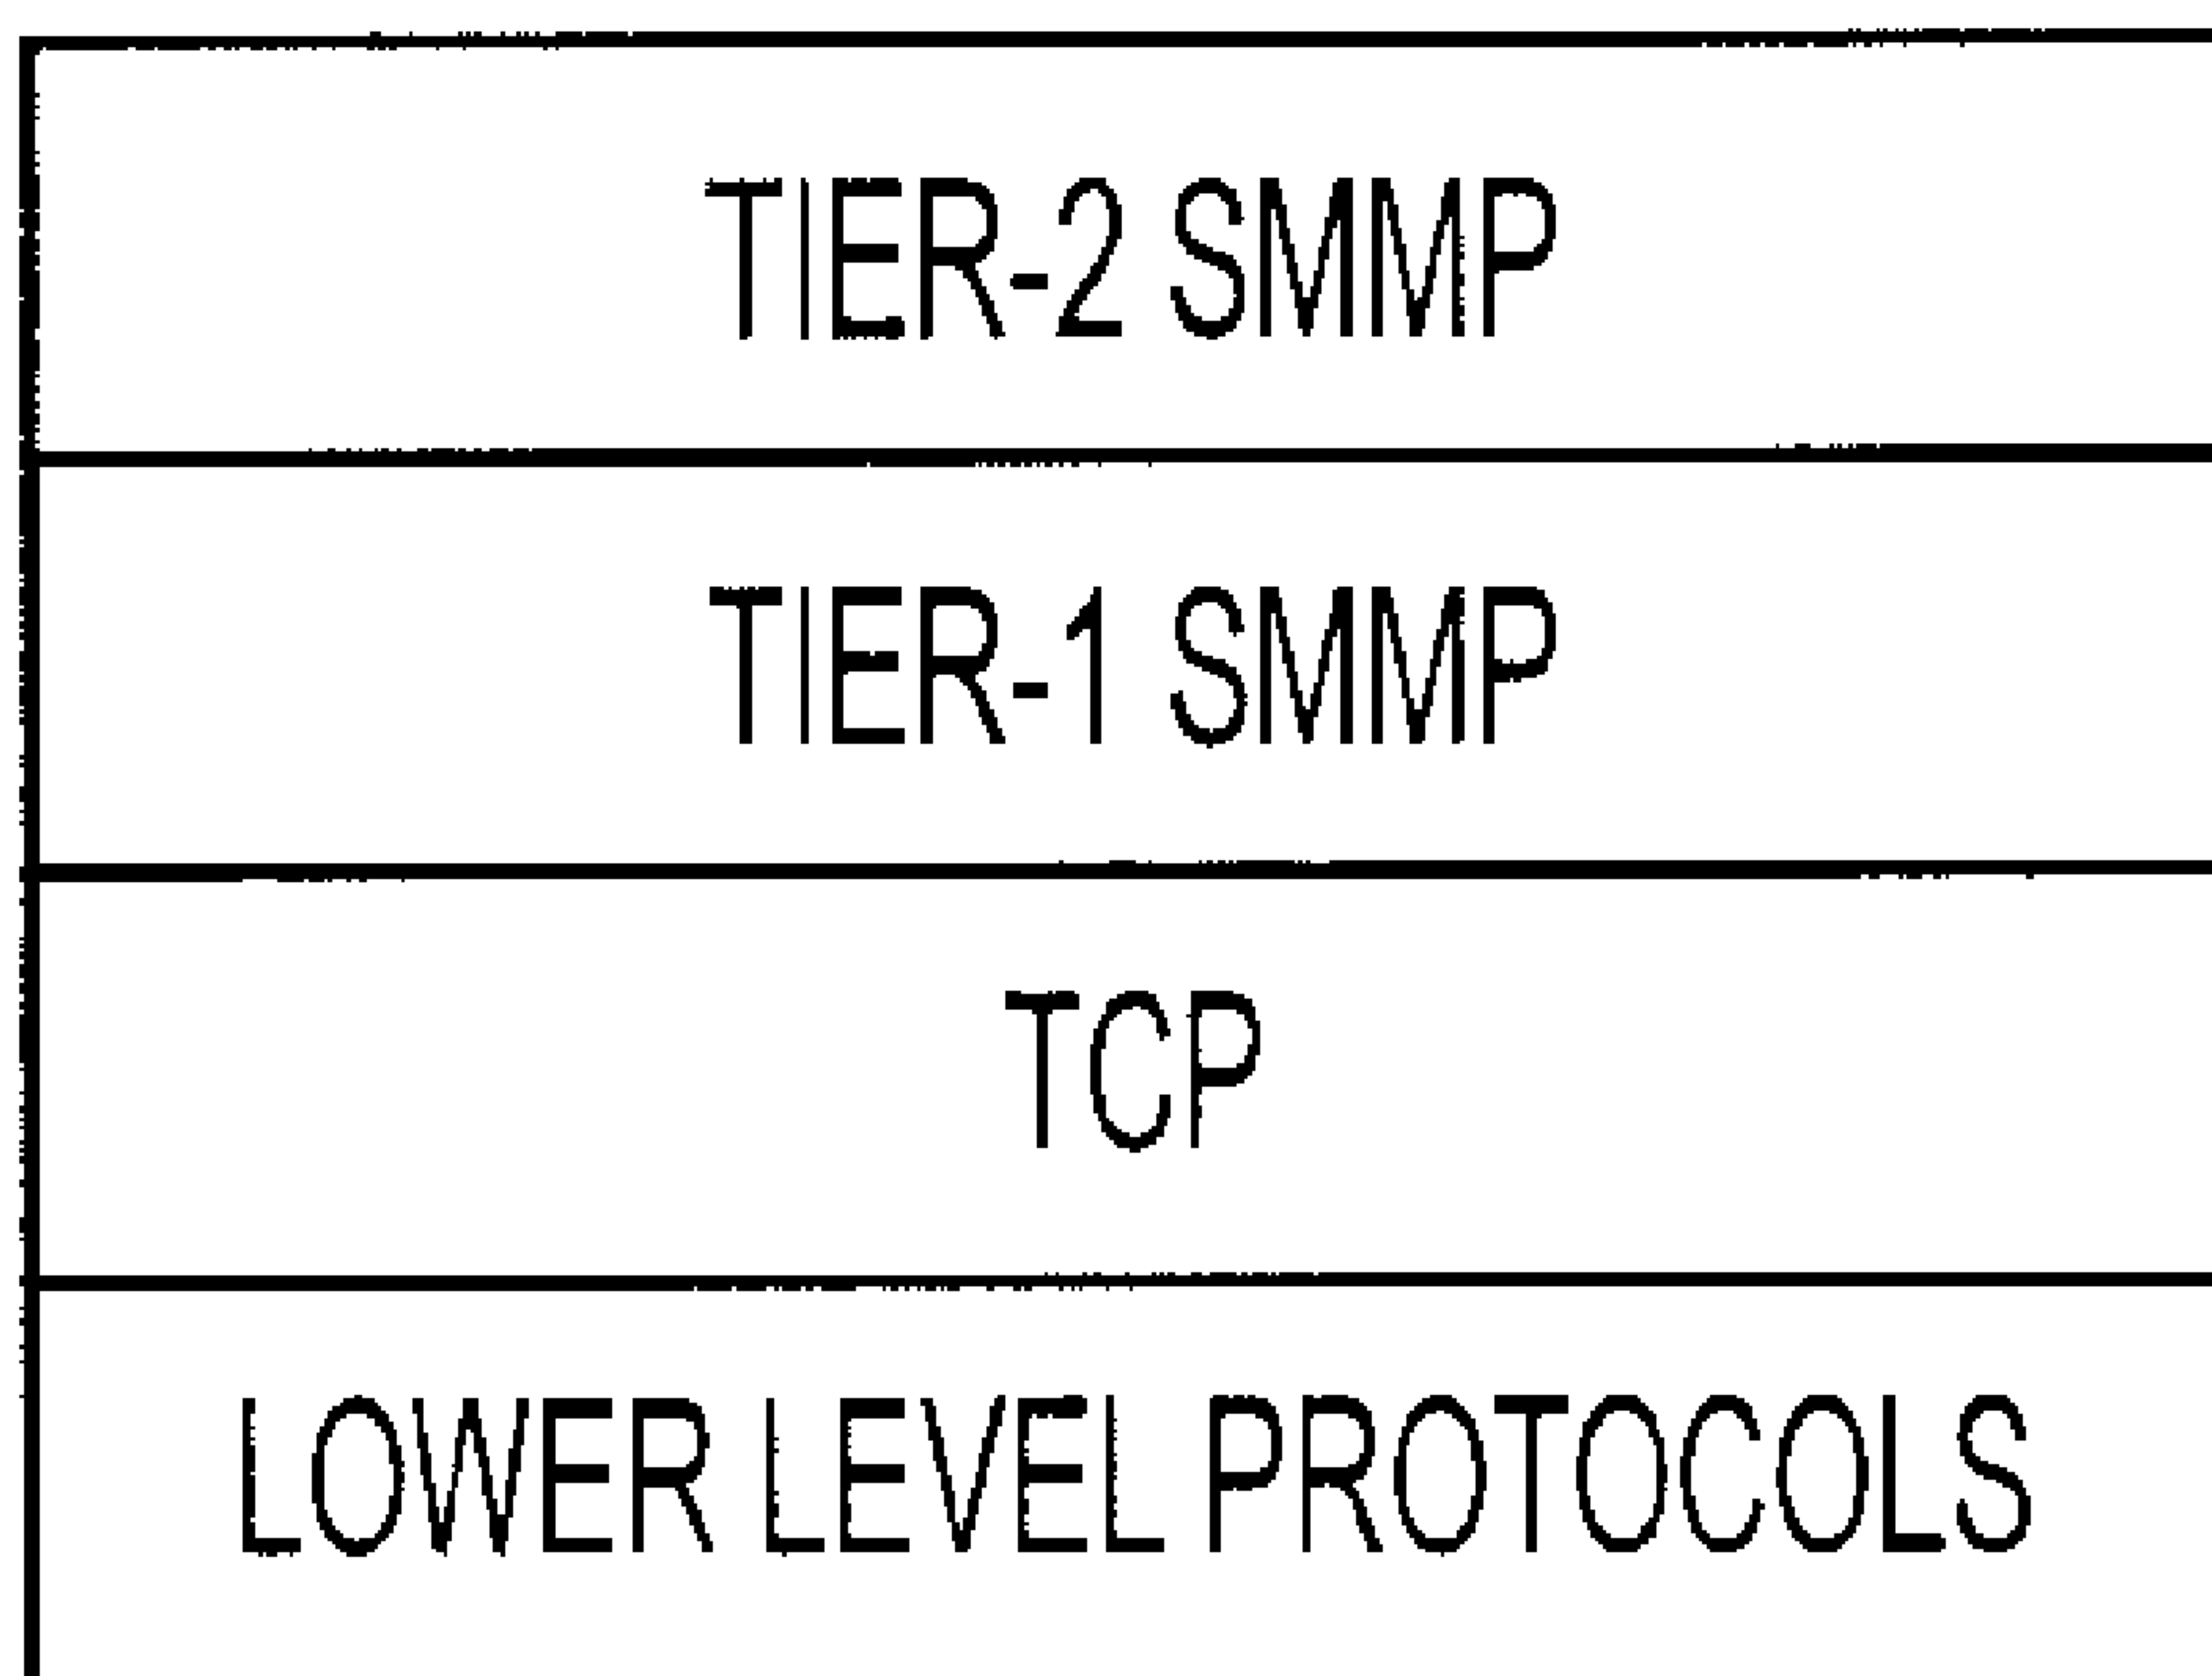 TIER-2 SMMP
TIER-1 SMMP
TCP
LOWER LEVEL PROTOCOLS